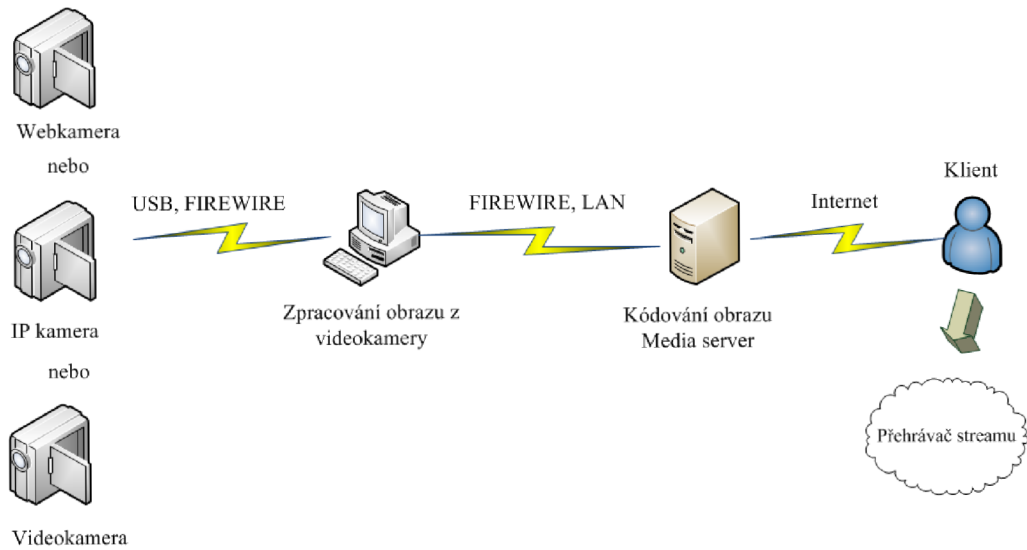 Webkamera
nebo
IP kamera
nebo
Videokamera
USB, FIREWIRE
Zpracování obrazu z
videokamery
FIREWIRE, LAN
Kódování obrazu
Media server
Internet
Klient
Přehrávač streamu